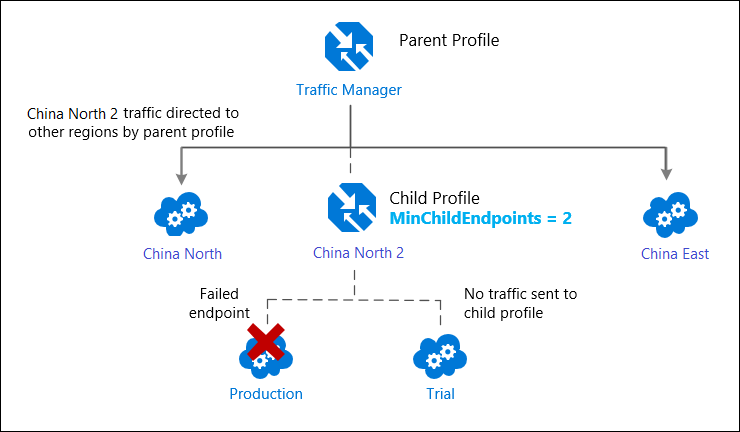 Parent Profile
Traffic Manager
China North 2 traffic directed to
other regions by parent profile
Child Profile
MinChildEndpoints = 2
China North
China North 2
China East
Failed
endpoint
No traffic sent to
child profile
Production
Trial